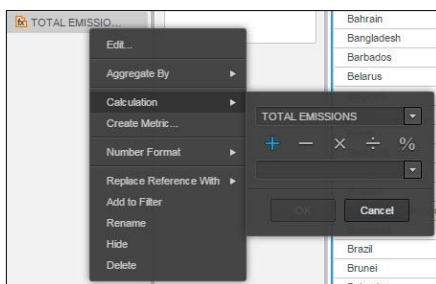 fx TOTAL EMISSIO...
Edit...
Aggregate By
Calculation
Create Metric...
Number Format
Replace Reference With
Add to Filter
Rename
Hide
Delete
TOTAL EMISSIONS
+ − × ÷ %
OK Cancel
Bahrain
Bangladesh
Barbados
Belarus
Brazil
Brunei